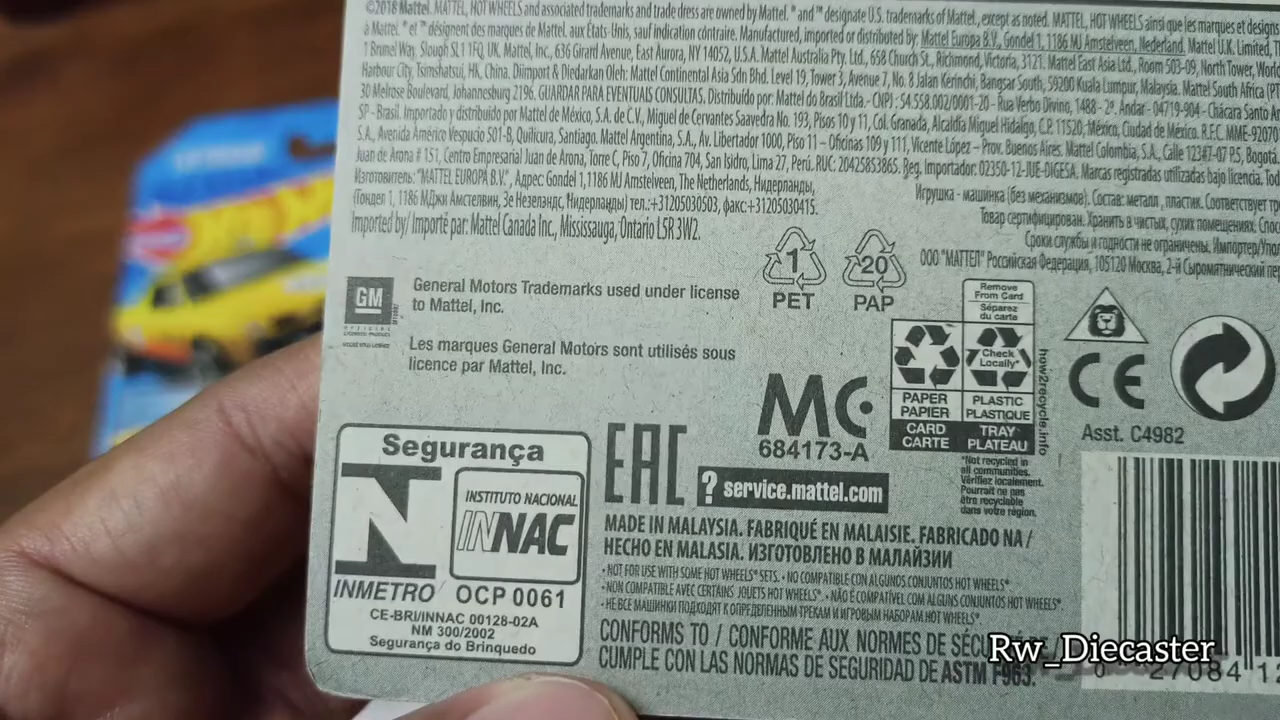 ©2018 Mattel. MATTEL, HOT WHEELS and associated trademarks and trade dress are owned by Mattel. ® and ™ designate U.S. trademarks of Mattel, except as noted. MATTEL, HOT WHEELS ainsi que les marques et designs
à Mattel. ® et ™ désignent des marques de Mattel aux États-Unis, sauf indication contraire. Manufactured, imported or distributed by: Mattel Europa B.V., Gondel 1, 1186 MJ Amstelveen, Nederland. Mattel U.K. Limited,
1 Brunel Way, Slough SL1 1FQ, UK. Mattel, Inc., 636 Girard Avenue, East Aurora, NY 14052, U.S.A. Mattel Australia Pty. Ltd., 658 Church St., Richmond, Victoria, 3121. Mattel East Asia Ltd., Room 503-09, North Tower, World
Harbour City, Tsimshatsui, HK, China. Diimport & Diedarkan Oleh: Mattel Continental Asia Sdn Bhd. Level 19, Tower 3, Avenue 7, No. 8 Jalan Kerinchi, Bangsar South, 59200 Kuala Lumpur, Malaysia. Mattel South Africa (PT
30 Melrose Boulevard, Johannesburg 2196. GUARDAR PARA EVENTUAIS CONSULTAS. Distribuído por: Mattel do Brasil Ltda.- CNPJ : 54.558.002/0001-20 - Rua Verbo Divino, 1488 - 2º. Andar - 04719-904 - Chácara Santo
SP - Brasil. Importado y distribuido por Mattel de México, S.A. de C.V., Miguel de Cervantes Saavedra No. 193, Pisos 10 y 11, Col. Granada, Alcaldía Miguel Hidalgo, C.P. 11520, México, Ciudad de México. R.F.C. MME-92070
S.A., Avenida Américo Vespucio 501-B, Quilicura, Santiago. Mattel Argentina, S.A., Av. Libertador 1000, Piso 11 – Oficinas 109 y 111, Vicente López – Prov. Buenos Aires. Mattel Colombia, S.A., Calle 123#7-07 P.5, Bogotá.
Juan de Arona # 151, Centro Empresarial Juan de Arona, Torre C, Piso 7, Oficina 704, San Isidro, Lima 27, Perú. RUC: 20425853865. Reg. Importador: 02350-12-JUE-DIGESA. Marcas registradas utilizadas bajo licencia.
Изготовитель: "MATTEL EUROPA B.V.", Адрес: Gondel 1,1186 MJ Amstelveen, The Netherlands, Нидерланды,
(Гондел 1, 1186 МДжи Амстелвин, Зе Незеландс, Нидерланды) тел.:+31205030503, факс:+31205030415.
Imported by/ Importé par: Mattel Canada Inc., Mississauga, Ontario L5R 3W2.
Игрушка - машинка (без механизмов). Состав: металл, пластик. Соответствует
Товар сертифицирован. Хранить в чистых, сухих помещениях.
Сроки службы и годности не ограничены.
ООО "МАТТЕЛ" Российская Федерация, 105120 Москва, 2-й
GM
General Motors Trademarks used under license
to Mattel, Inc.
Les marques General Motors sont utilisés sous
licence par Mattel, Inc.
1
PET
20
PAP
Remove
From Card
Séparez
du carte
Check
Locally*
PAPER
PAPIER
PLASTIC
PLASTIQUE
CARD
CARTE
TRAY
PLATEAU
how2recycle.info
*Not recycled in
all communities.
Vérifiez localement.
Pourrait ne pas
être recyclable
dans votre région.
CE
Asst. C4982
MC
684173-A
EAC
? service.mattel.com
Segurança
N
INMETRO
INSTITUTO NACIONAL
INNAC
OCP 0061
CE-BRI/INNAC 00128-02A
NM 300/2002
Segurança do Brinquedo
MADE IN MALAYSIA. FABRIQUÉ EN MALAISIE. FABRICADO NA /
HECHO EN MALASIA. ИЗГОТОВЛЕНО В МАЛАЙЗИИ
• NOT FOR USE WITH SOME HOT WHEELS® SETS. • NO COMPATIBLE CON ALGUNOS CONJUNTOS HOT WHEELS®
• NON COMPATIBLE AVEC CERTAINS JOUETS HOT WHEELS®. • NÃO É COMPATÍVEL COM ALGUNS CONJUNTOS HOT WHEELS®.
• НЕ ВСЕ МАШИНКИ ПОДХОДЯТ К ОПРЕДЕЛЕННЫМ ТРЕКАМ И ИГРОВЫМ НАБОРАМ HOT WHEELS®
CONFORMS TO / CONFORME AUX NORMES DE
CUMPLE CON LAS NORMAS DE SEGURIDAD DE ASTM F963.
0 27084 12
Rw_Diecaster